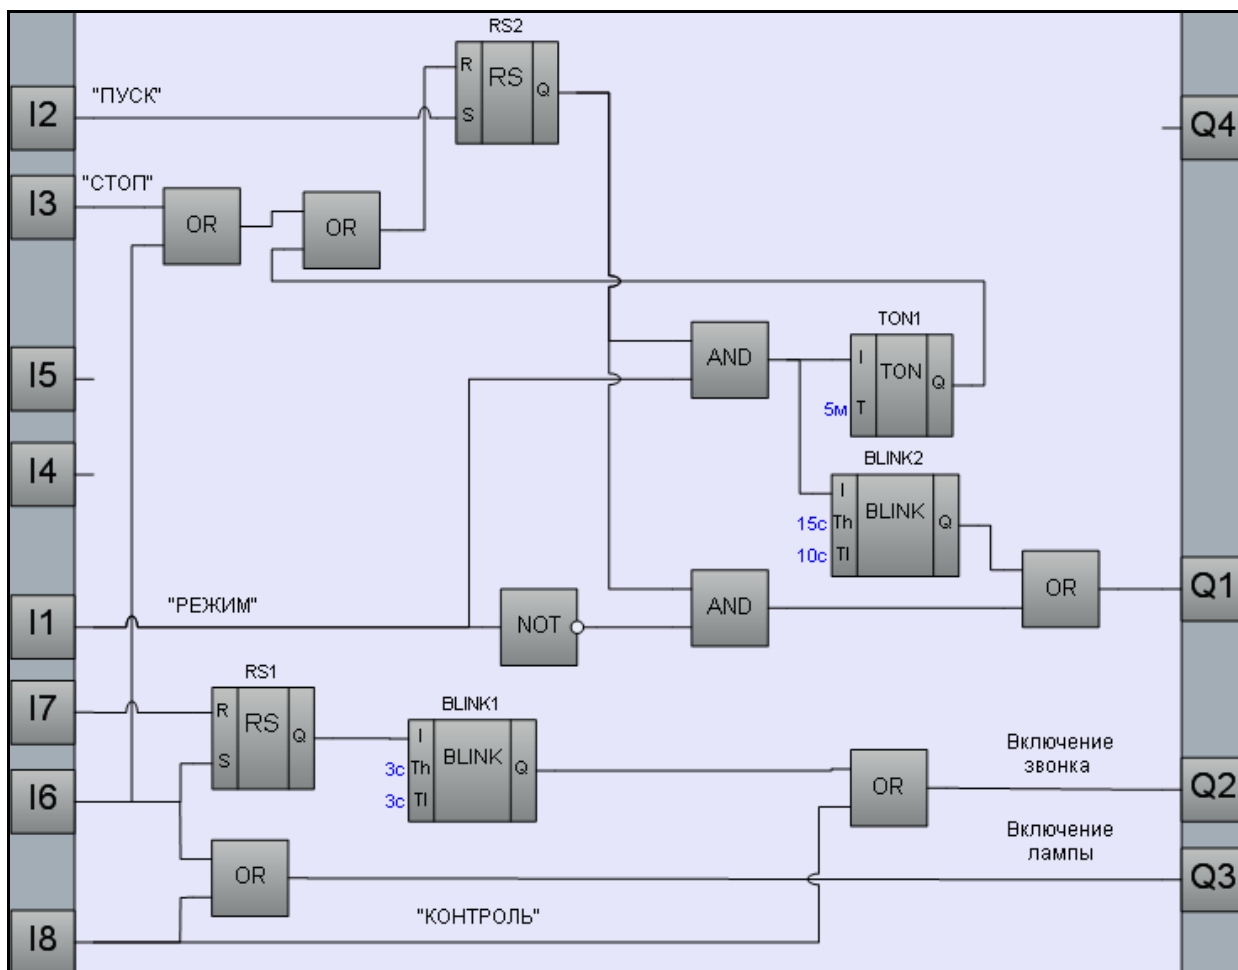 RS2
R
RS
Q
S
I2
"ПУСК"
Q4
I3
"СТОП"
OR
OR
TON1
I5
AND
I
TON
Q
5м
T
BLINK2
I4
I
15с
Th
BLINK
Q
10с
Tl
OR
Q1
I1
"РЕЖИМ"
NOT
AND
RS1
I7
R
RS
Q
S
BLINK1
I
3с
Th
BLINK
Q
3с
Tl
Включение
звонка
OR
Q2
I6
Включение
лампы
OR
Q3
"КОНТРОЛЬ"
I8